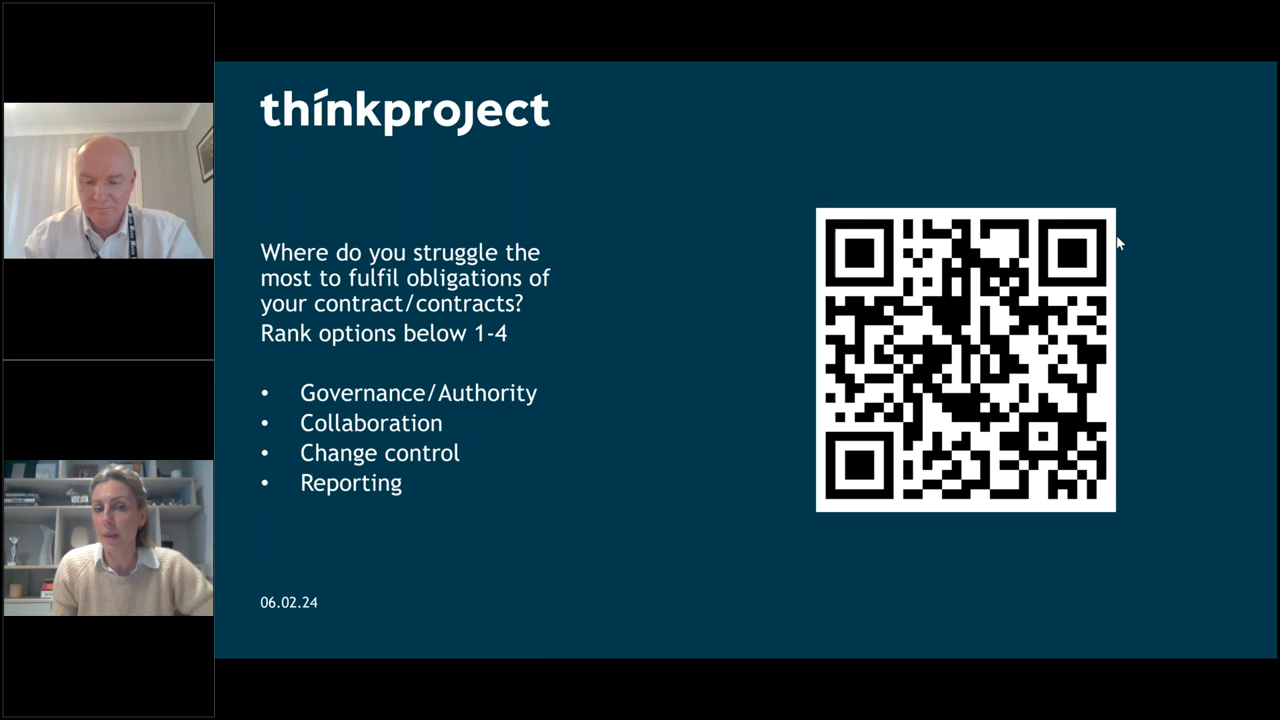 thinkproject
Where do you struggle the
most to fulfil obligations of
your contract/contracts?
Rank options below 1-4
• Governance/Authority
• Collaboration
• Change control
• Reporting
06.02.24